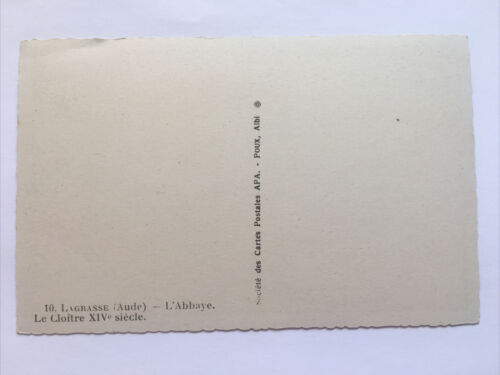 10. LAGRASSE (Aude) — L'Abbaye.
Le Cloître XIVe siècle.
Société des Cartes Postales APA. - POUX, Albi